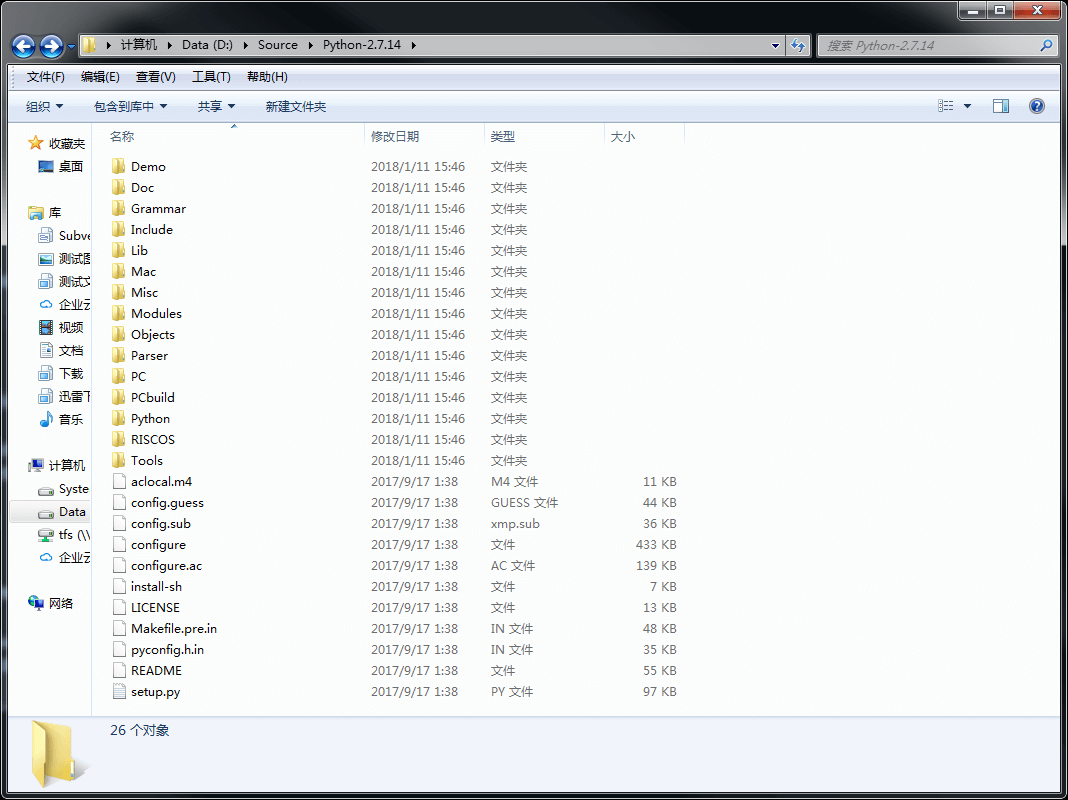 计算机 Data (D:) Source Python-2.7.14 搜索 Python-2.7.14
文件(F) 编辑(E) 查看(V) 工具(T) 帮助(H)
组织 包含到库中 共享 新建文件夹
收藏夹
桌面
库
Subve
测试图
测试文
企业云
视频
文档
下载
迅雷下
音乐
计算机
Syste
Data
tfs (\\
企业云
网络
名称 修改日期 类型 大小
Demo 2018/1/11 15:46 文件夹
Doc 2018/1/11 15:46 文件夹
Grammar 2018/1/11 15:46 文件夹
Include 2018/1/11 15:46 文件夹
Lib 2018/1/11 15:46 文件夹
Mac 2018/1/11 15:46 文件夹
Misc 2018/1/11 15:46 文件夹
Modules 2018/1/11 15:46 文件夹
Objects 2018/1/11 15:46 文件夹
Parser 2018/1/11 15:46 文件夹
PC 2018/1/11 15:46 文件夹
PCbuild 2018/1/11 15:46 文件夹
Python 2018/1/11 15:46 文件夹
RISCOS 2018/1/11 15:46 文件夹
Tools 2018/1/11 15:46 文件夹
aclocal.m4 2017/9/17 1:38 M4 文件 11 KB
config.guess 2017/9/17 1:38 GUESS 文件 44 KB
config.sub 2017/9/17 1:38 xmp.sub 36 KB
configure 2017/9/17 1:38 文件 433 KB
configure.ac 2017/9/17 1:38 AC 文件 139 KB
install-sh 2017/9/17 1:38 文件 7 KB
LICENSE 2017/9/17 1:38 文件 13 KB
Makefile.pre.in 2017/9/17 1:38 IN 文件 48 KB
pyconfig.h.in 2017/9/17 1:38 IN 文件 35 KB
README 2017/9/17 1:38 文件 55 KB
setup.py 2017/9/17 1:38 PY 文件 97 KB
26 个对象